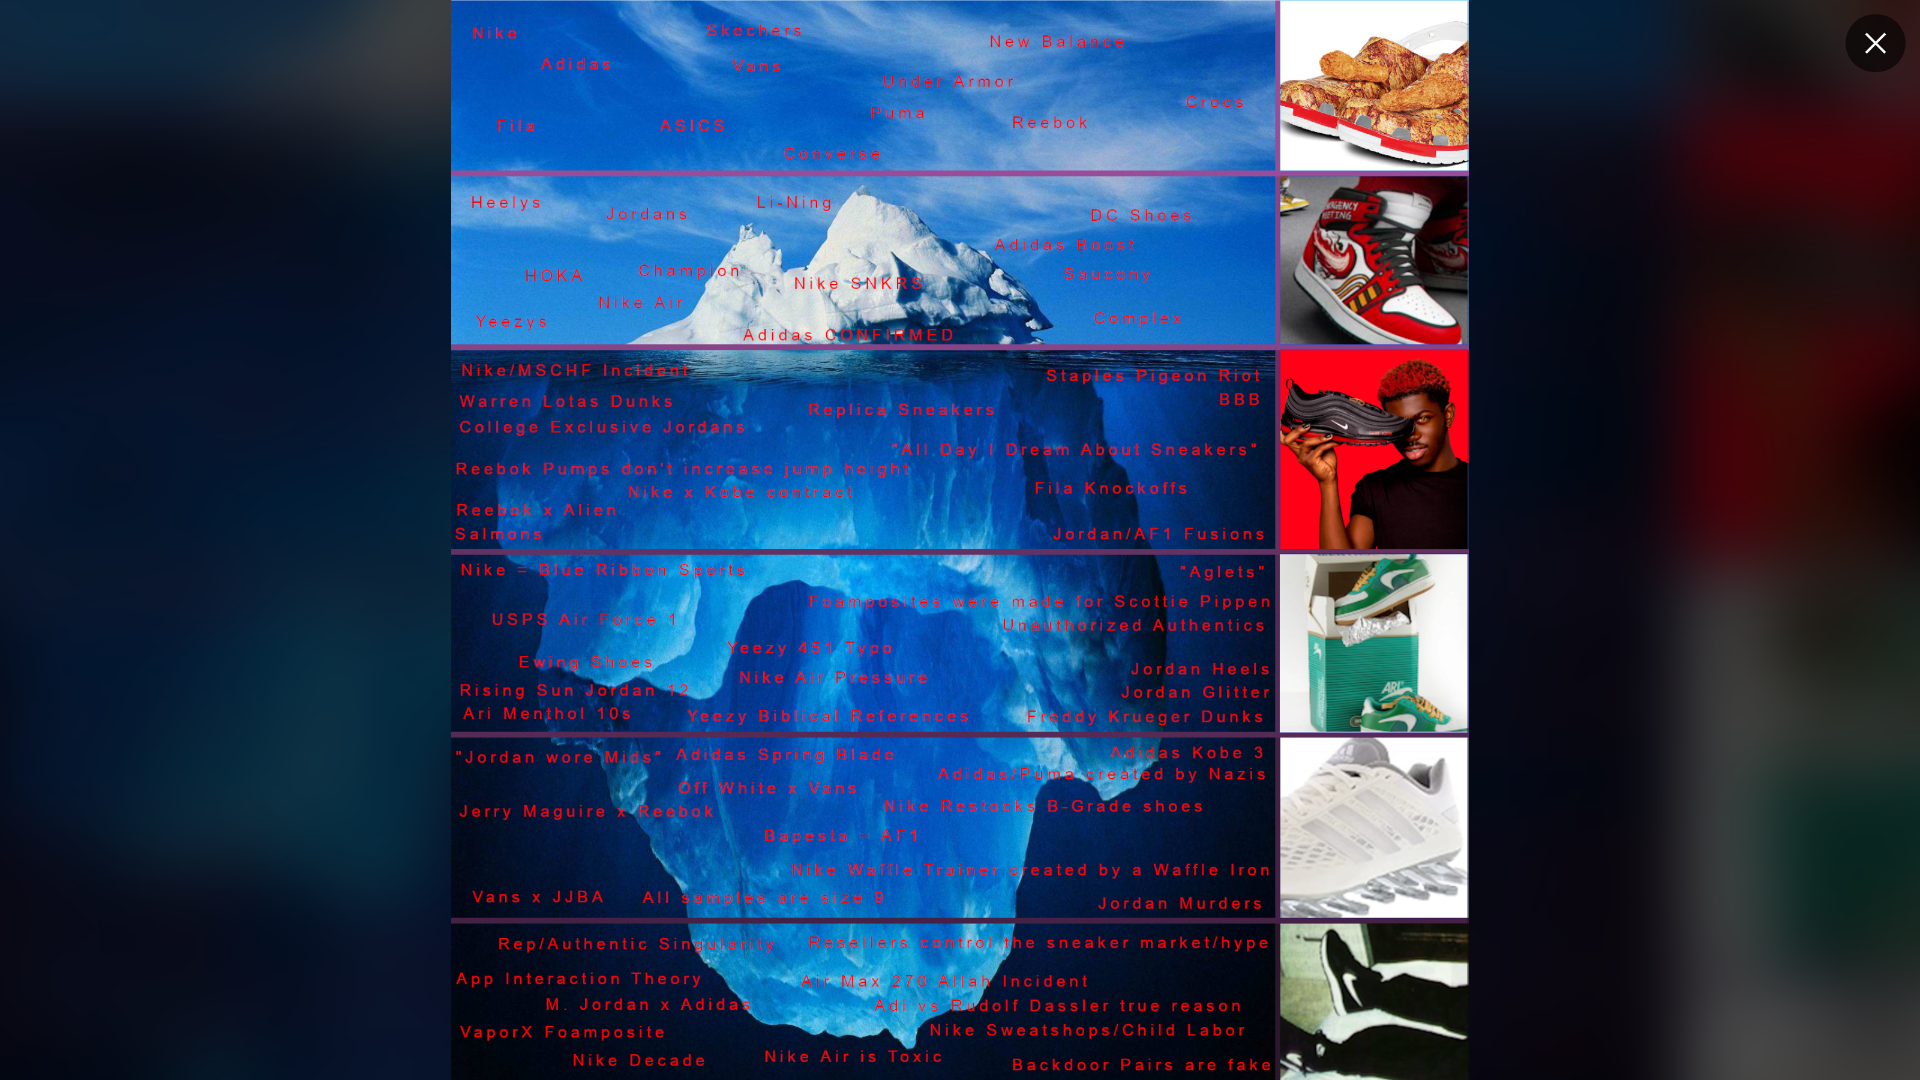 Nike
Skechers
New Balance
Adidas
Vans
Under Armor
Crocs
Puma
Reebok
Fila
ASICS
Converse
Heelys
Jordans
Li-Ning
DC Shoes
Adidas Boost
HOKA
Champion
Saucony
Nike SNKRS
Nike Air
Yeezys
Complex
Adidas CONFIRMED
EMERGENCY
MEETING
Nike/MSCHF Incident
Staples Pigeon Riot
Warren Lotas Dunks
BBB
Replica Sneakers
College Exclusive Jordans
"All Day I Dream About Sneakers"
Reebok Pumps don't increase jump height
Nike x Kobe contract
Fila Knockoffs
Reebok x Alien
Salmons
Jordan/AF1 Fusions
Nike = Blue Ribbon Sports
"Aglets"
Foamposites were made for Scottie Pippen
USPS Air Force 1
Unauthorized Authentics
Yeezy 451 Typo
Ewing Shoes
Jordan Heels
Nike Air Pressure
Rising Sun Jordan 12
Jordan Glitter
Ari Menthol 10s
Yeezy Biblical References
Freddy Krueger Dunks
ARI
"Jordan wore Mids"
Adidas Spring Blade
Adidas Kobe 3
Adidas/Puma created by Nazis
Off White x Vans
Jerry Maguire x Reebok
Nike Restocks B-Grade shoes
Bapesta = AF1
Nike Waffle Trainer created by a Waffle Iron
Vans x JJBA
All samples are size 9
Jordan Murders
Rep/Authentic Singularity
Resellers control the sneaker market/hype
App Interaction Theory
Air Max 270 Allah Incident
M. Jordan x Adidas
Adi vs Rudolf Dassler true reason
VaporX Foamposite
Nike Sweatshops/Child Labor
Nike Decade
Nike Air is Toxic
Backdoor Pairs are fake